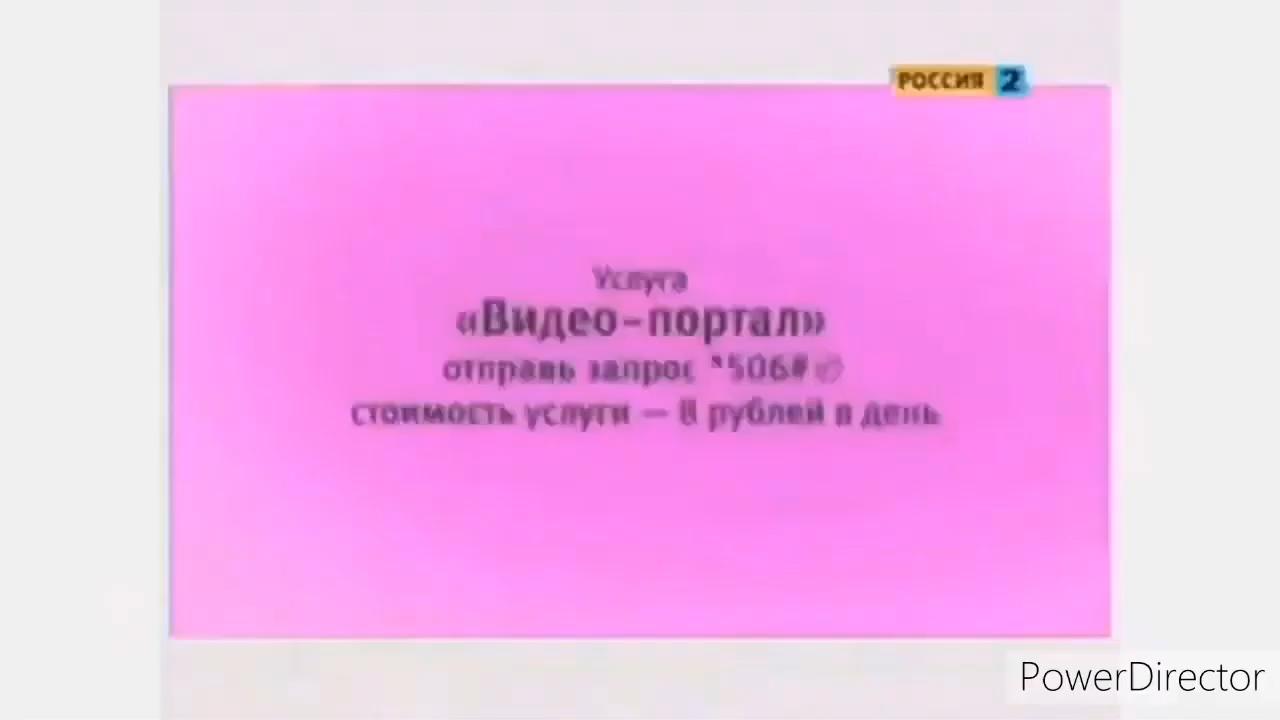 РОССИЯ 2
Услуга
«Видео-портал»
отправь запрос *506#
стоимость услуги — 8 рублей в день
PowerDirector